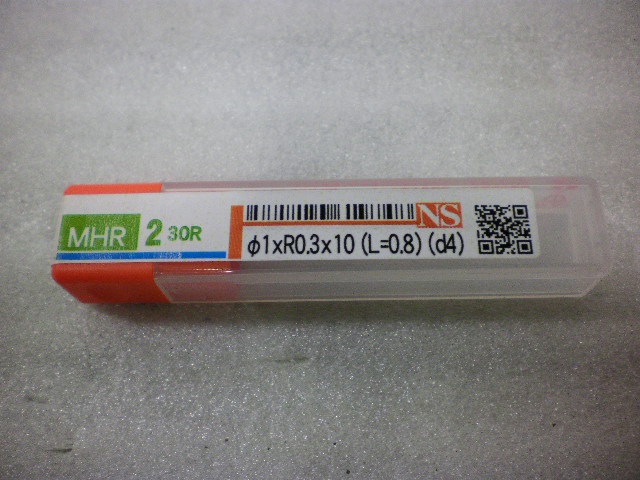 MHR 2 30R
NS
φ1xR0.3x10 (L=0.8) (d4)